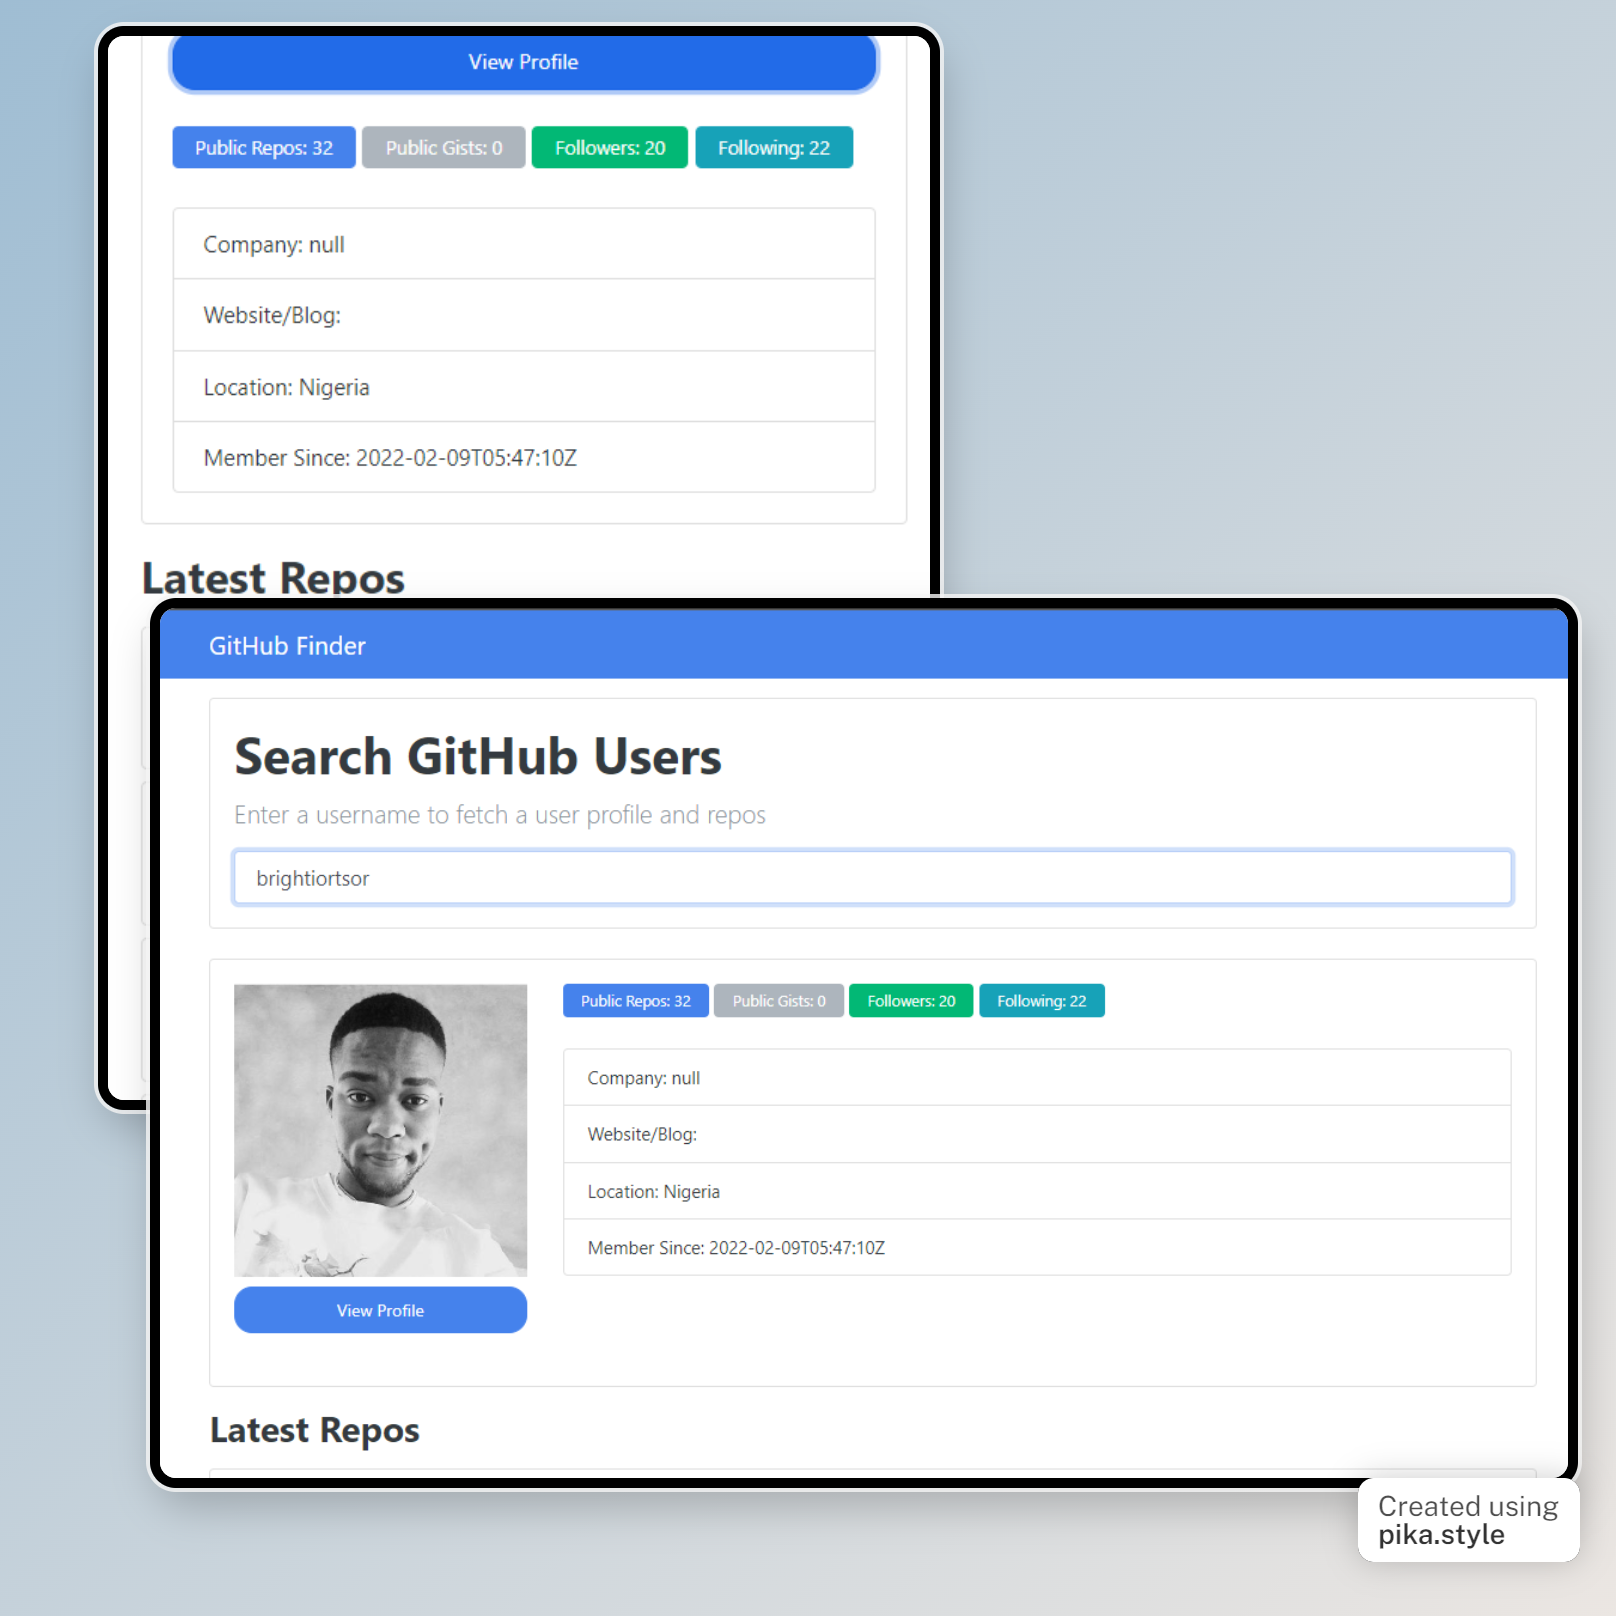 View Profile
Public Repos: 32 Public Gists: 0 Followers: 20 Following: 22
Company: null
Website/Blog:
Location: Nigeria
Member Since: 2022-02-09T05:47:10Z
Latest Repos
GitHub Finder
Search GitHub Users
Enter a username to fetch a user profile and repos
brightiortsor
Public Repos: 32 Public Gists: 0 Followers: 20 Following: 22
Company: null
Website/Blog:
Location: Nigeria
Member Since: 2022-02-09T05:47:10Z
View Profile
Latest Repos
Created using
pika.style